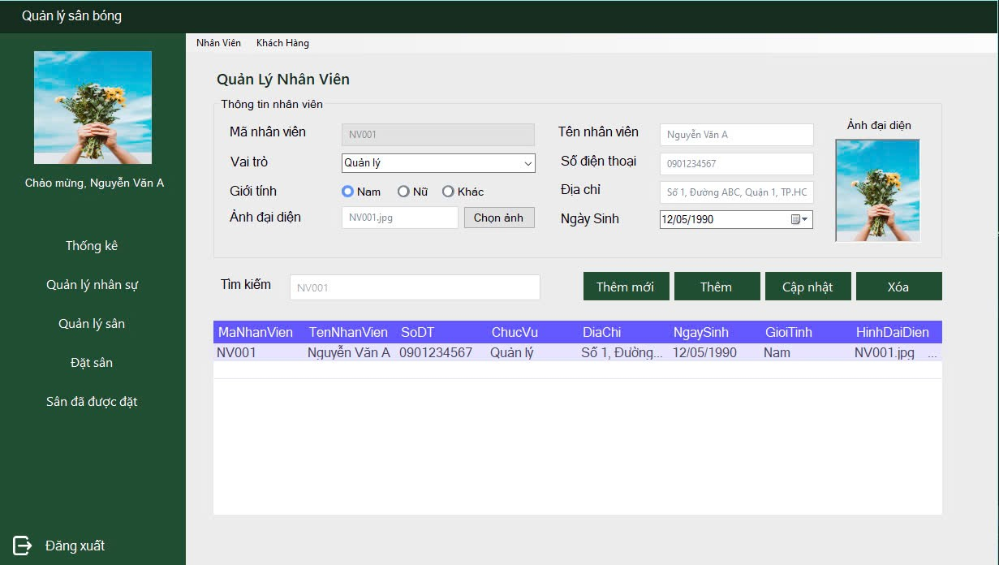 Quản lý sân bóng
Chào mừng, Nguyễn Văn A
Thống kê
Quản lý nhân sự
Quản lý sân
Đặt sân
Sân đã được đặt
Đăng xuất
Nhân Viên Khách Hàng
Quản Lý Nhân Viên
Thông tin nhân viên
Mã nhân viên NV001 Tên nhân viên Nguyễn Văn A Ảnh đại diện
Vai trò Quản lý Số điện thoại 0901234567
Giới tính Nam Nữ Khác Địa chỉ Số 1, Đường ABC, Quận 1, TP.HC
Ảnh đại diện NV001.jpg Chọn ảnh Ngày Sinh 12/05/1990
Tìm kiếm NV001 Thêm mới Thêm Cập nhật Xóa
MaNhanVien TenNhanVien SoDT ChucVu DiaChi NgaySinh GioiTinh HinhDaiDien
NV001 Nguyễn Văn A 0901234567 Quản lý Số 1, Đường... 12/05/1990 Nam NV001.jpg ...